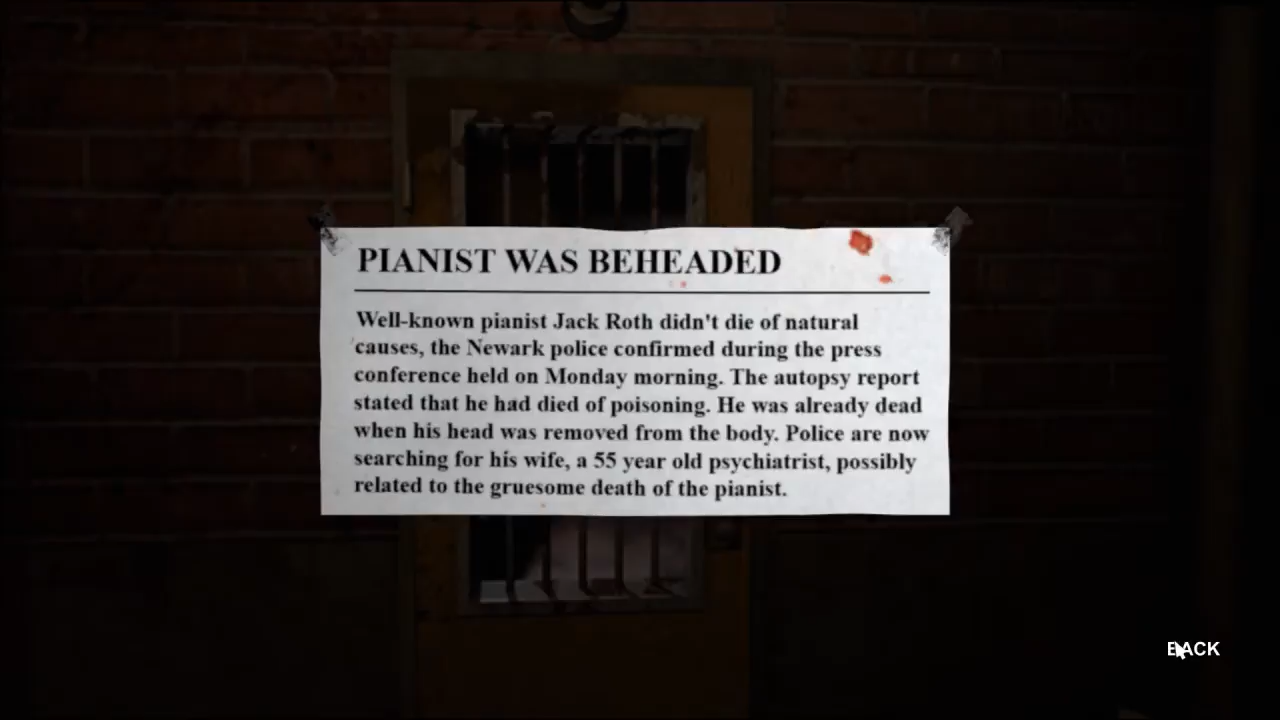 PIANIST WAS BEHEADED
Well-known pianist Jack Roth didn't die of natural
causes, the Newark police confirmed during the press
conference held on Monday morning. The autopsy report
stated that he had died of poisoning. He was already dead
when his head was removed from the body. Police are now
searching for his wife, a 55 year old psychiatrist, possibly
related to the gruesome death of the pianist.
BACK